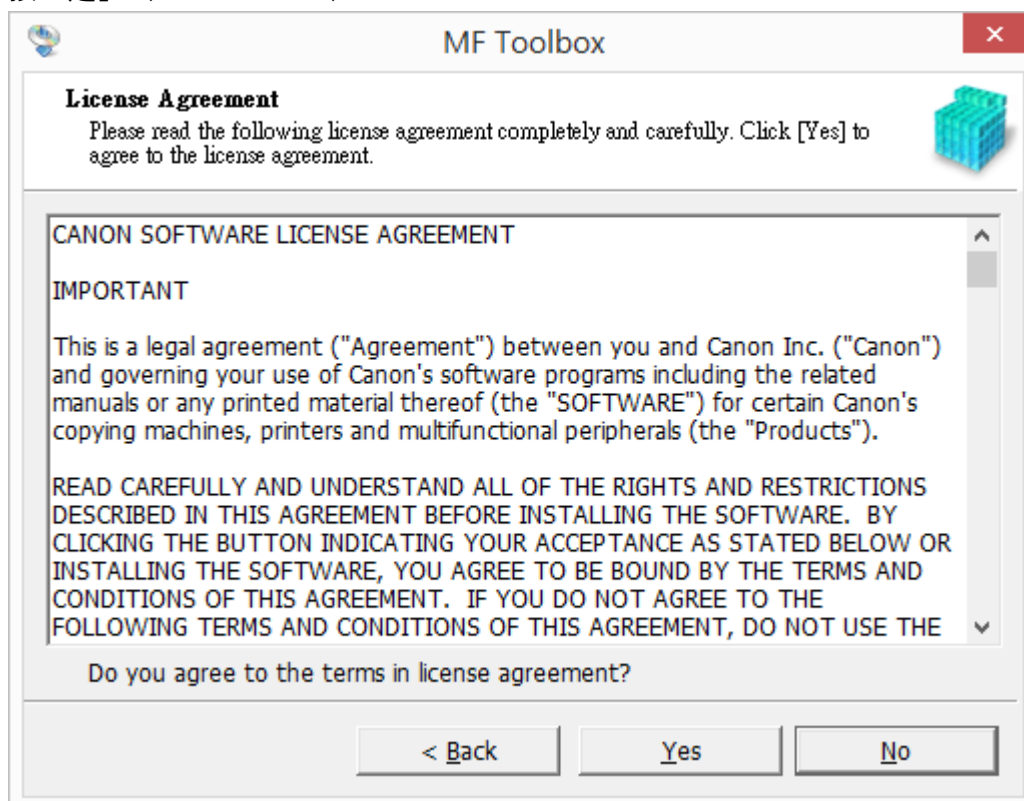 MF Toolbox
License Agreement
Please read the following license agreement completely and carefully. Click [Yes] to
agree to the license agreement.
CANON SOFTWARE LICENSE AGREEMENT
IMPORTANT
This is a legal agreement ("Agreement") between you and Canon Inc. ("Canon")
and governing your use of Canon's software programs including the related
manuals or any printed material thereof (the "SOFTWARE") for certain Canon's
copying machines, printers and multifunctional peripherals (the "Products").
READ CAREFULLY AND UNDERSTAND ALL OF THE RIGHTS AND RESTRICTIONS
DESCRIBED IN THIS AGREEMENT BEFORE INSTALLING THE SOFTWARE.  BY
CLICKING THE BUTTON INDICATING YOUR ACCEPTANCE AS STATED BELOW OR
INSTALLING THE SOFTWARE, YOU AGREE TO BE BOUND BY THE TERMS AND
CONDITIONS OF THIS AGREEMENT.  IF YOU DO NOT AGREE TO THE
FOLLOWING TERMS AND CONDITIONS OF THIS AGREEMENT, DO NOT USE THE
Do you agree to the terms in license agreement?
< Back
Yes
No